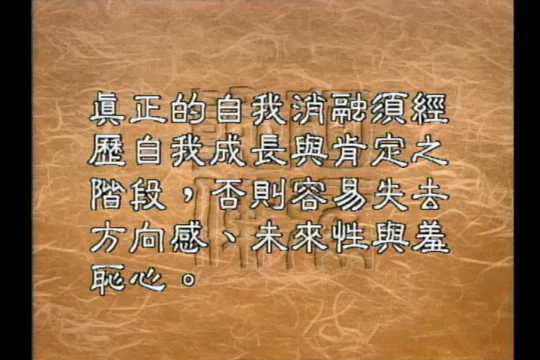 眞正的自我消融須經
歷自我成長與肯定之
階段，否則容易失去
方向感、未來性與羞
恥心。